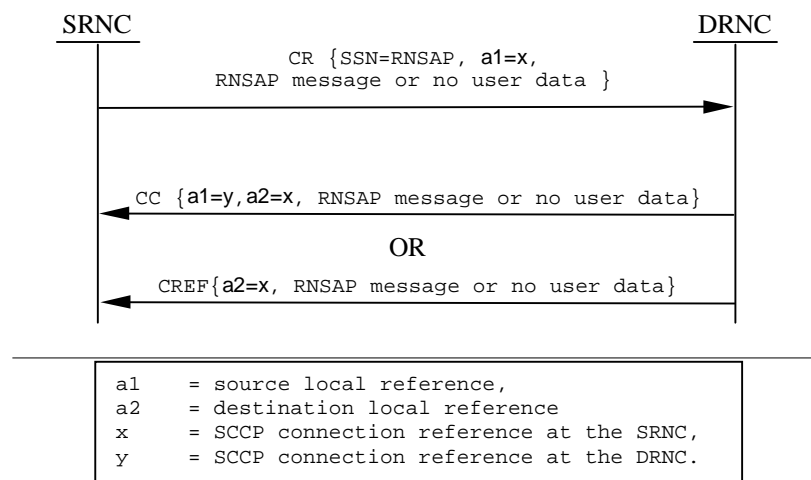 SRNC DRNC
CR {SSN=RNSAP, a1=x,
RNSAP message or no user data }
CC {a1=y,a2=x, RNSAP message or no user data}
OR
CREF{a2=x, RNSAP message or no user data}
a1 = source local reference,
a2 = destination local reference
x = SCCP connection reference at the SRNC,
y = SCCP connection reference at the DRNC.